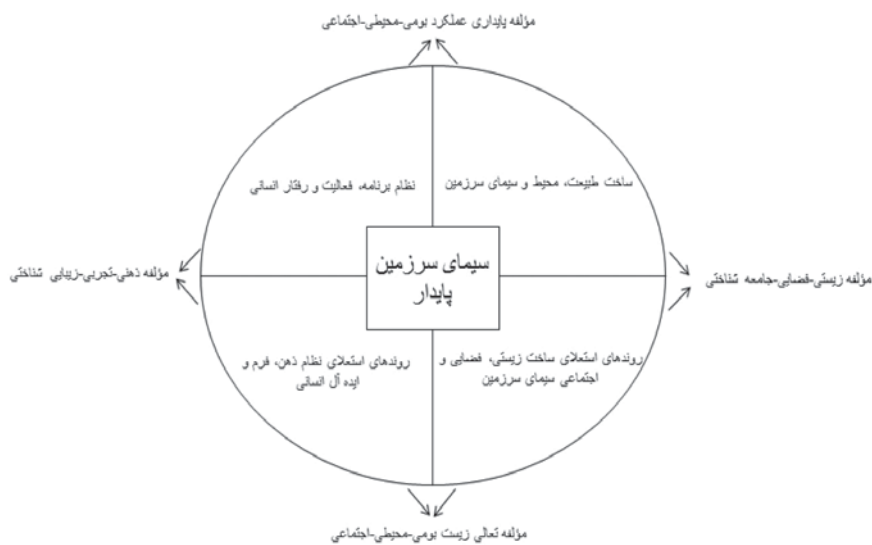 مؤلفه پایداری عملکرد بومی-محیطی-اجتماعی
ساخت طبیعت، محیط و سیمای سرزمین
نظام برنامه، فعالیت و رفتار انسانی
سیمای سرزمین
پایدار
مؤلفه زیستی-فضایی-جامعه شناختی
مؤلفه ذهنی-تجربی-زیبایی شناختی
روندهای استعلای ساخت زیستی، فضایی و
اجتماعی سیمای سرزمین
روندهای استعلای نظام ذهن، فرم و
ایده آل انسانی
مؤلفه تعالی زیست بومی-محیطی-اجتماعی